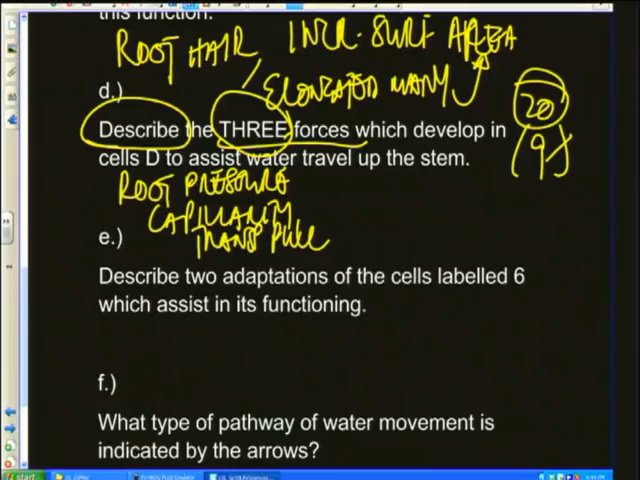 this function.
ROOT HAIR INCR. SURF AREA
d.)
ELONGATED MANY
20
Describe the THREE forces which develop in
9
cells D to assist water travel up the stem.
ROOT PRESSURE
CAPILLARITY
e.)
TRANS PULL
Describe two adaptations of the cells labelled 6
which assist in its functioning.
f.)
What type of pathway of water movement is
indicated by the arrows?
start